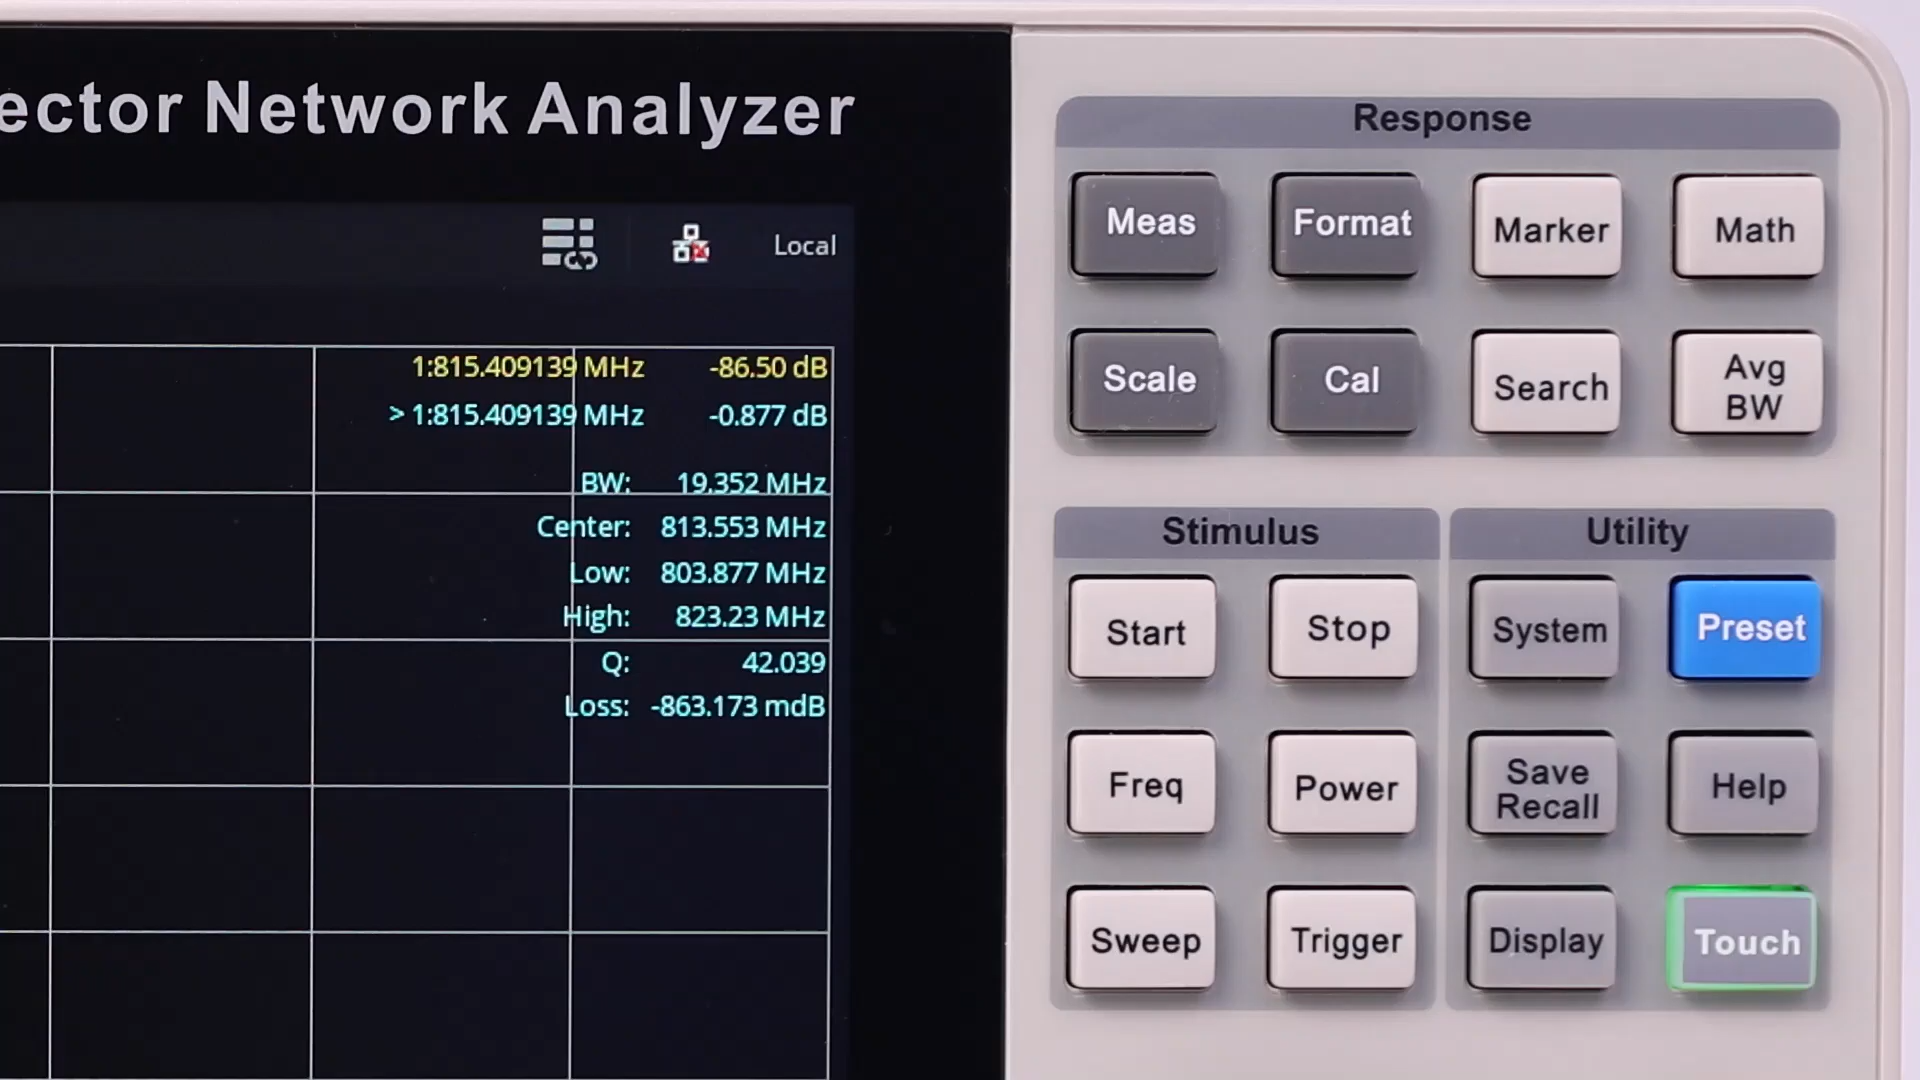 ector Network Analyzer
Local
1:815.409139 MHz -86.50 dB
> 1:815.409139 MHz -0.877 dB
BW: 19.352 MHz
Center: 813.553 MHz
Low: 803.877 MHz
High: 823.23 MHz
Q: 42.039
Loss: -863.173 mdB
Response
Meas Format Marker Math
Scale Cal Search Avg
BW
Stimulus
Start Stop
Freq Power
Sweep Trigger
Utility
System Preset
Save
Recall
Help
Display Touch